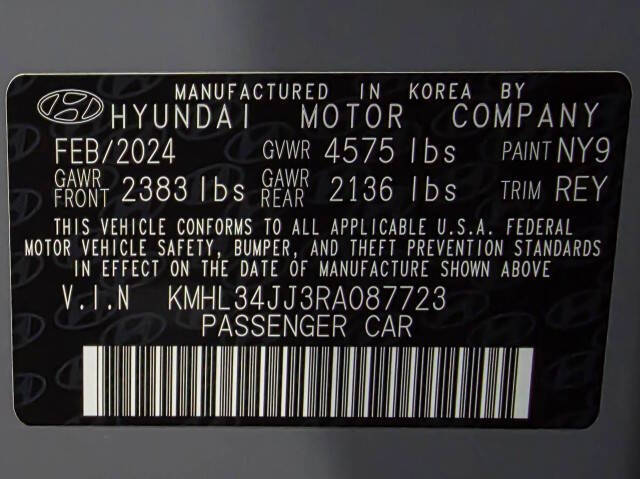 MANUFACTURED IN KOREA BY
HYUNDAI MOTOR COMPANY
FEB/2024 GVWR 4575 lbs PAINT NY9
GAWR FRONT 2383 lbs GAWR REAR 2136 lbs TRIM REY
THIS VEHICLE CONFORMS TO ALL APPLICABLE U.S.A. FEDERAL
MOTOR VEHICLE SAFETY, BUMPER, AND THEFT PREVENTION STANDARDS
IN EFFECT ON THE DATE OF MANUFACTURE SHOWN ABOVE
V.I.N KMHL34JJ3RA087723
PASSENGER CAR